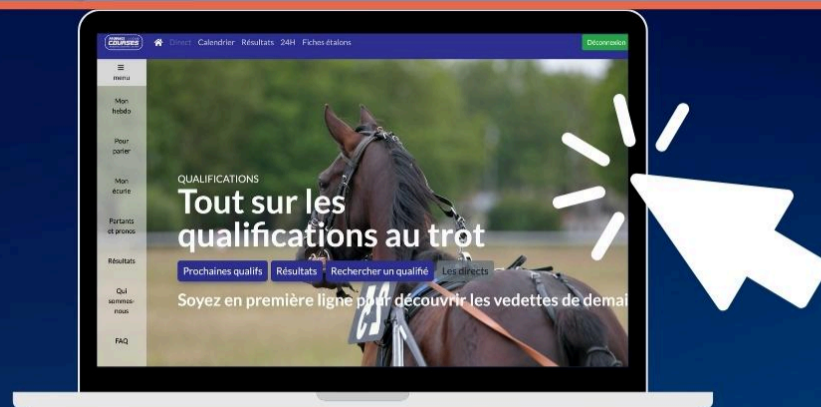 COURSES
Direct Calendrier Résultats 24H Fiches étalons
Déconnexion
menu
Mon
hebdo
Pour
parier
Mon
écurie
Partants
et pronos
Résultats
Qui
sommes-
nous
FAQ
QUALIFICATIONS
Tout sur les
qualifications au trot
Prochaines qualifs Résultats Rechercher un qualifié Les directs
Soyez en première ligne pour découvrir les vedettes de demai